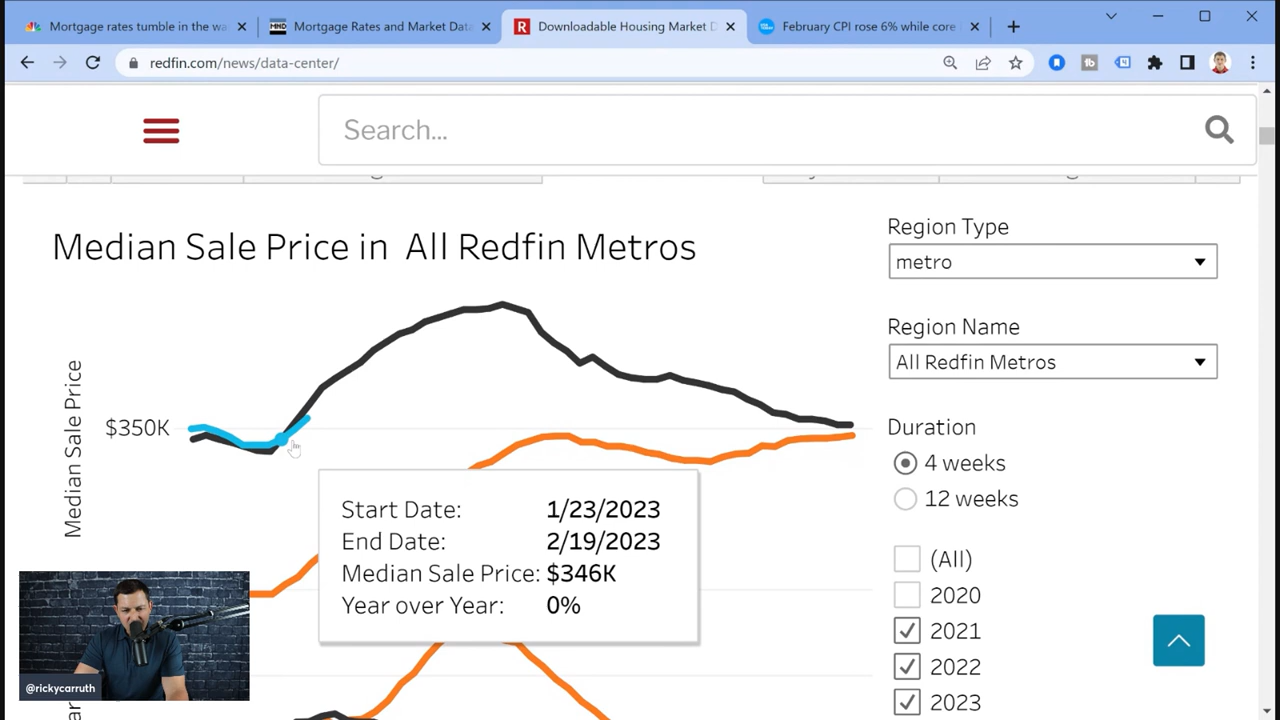 Mortgage rates tumble in the wa
Mortgage Rates and Market Data
Downloadable Housing Market D
February CPI rose 6% while core
redfin.com/news/data-center/
Search...
Median Sale Price in All Redfin Metros
Median Sale Price
$350K
Start Date: 1/23/2023
End Date: 2/19/2023
Median Sale Price: $346K
Year over Year: 0%
Region Type
metro
Region Name
All Redfin Metros
Duration
4 weeks
12 weeks
(All)
2020
2021
2022
2023
@rickycarruth